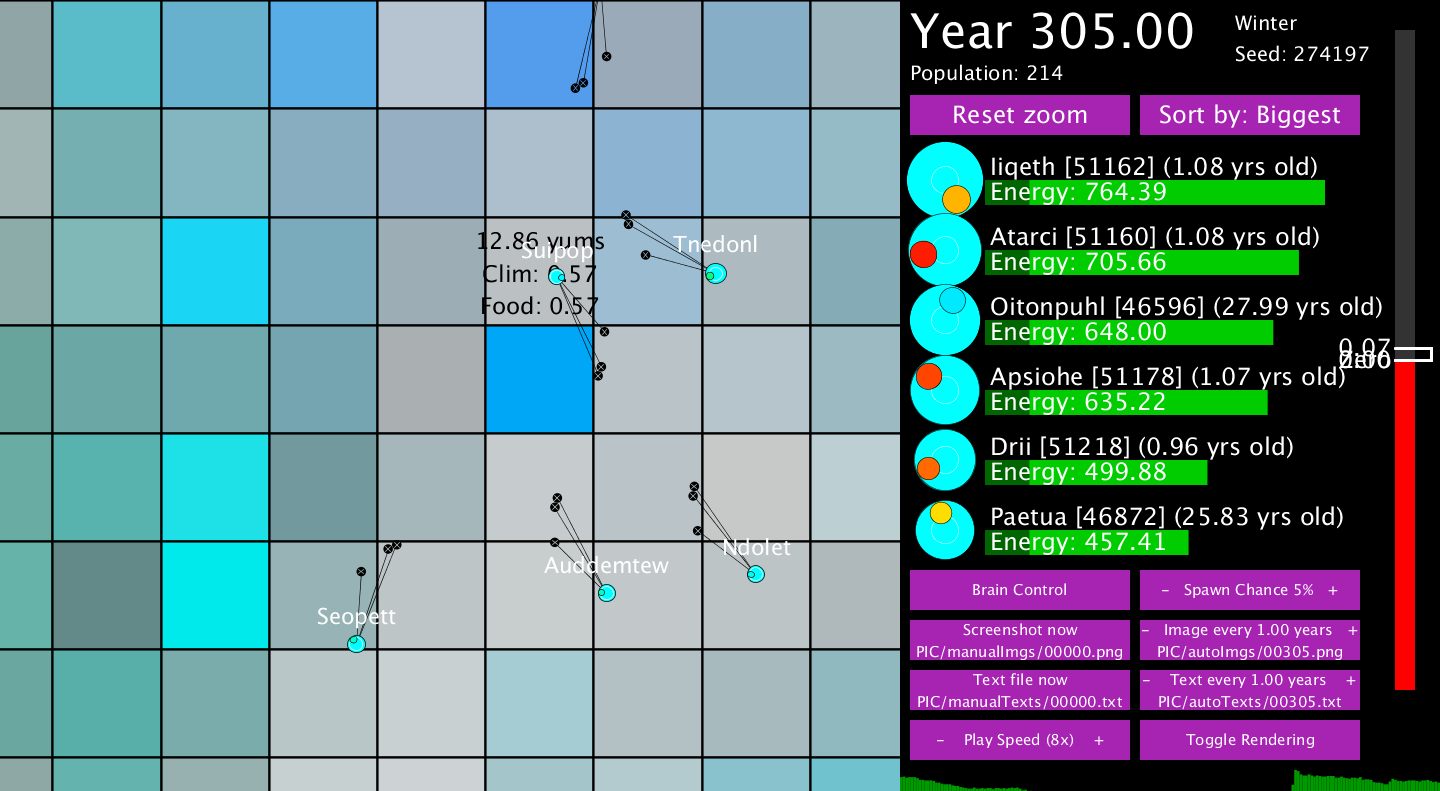 12.86 yums
Suipop
Clim: 0.57
Food: 0.57
Tnedonl
Auddemtew
Ndolet
Seopett
Year 305.00
Winter
Seed: 274197
Population: 214
Reset zoom
Sort by: Biggest
Iiqeth [51162] (1.08 yrs old)
Energy: 764.39
Atarci [51160] (1.08 yrs old)
Energy: 705.66
Oitonpuhl [46596] (27.99 yrs old)
Energy: 648.00
Apsiohe [51178] (1.07 yrs old)
Energy: 635.22
Drii [51218] (0.96 yrs old)
Energy: 499.88
Paetua [46872] (25.83 yrs old)
Energy: 457.41
0.07
Brain Control
- Spawn Chance 5% +
Screenshot now
PIC/manualImgs/00000.png
- Image every 1.00 years +
PIC/autoImgs/00305.png
Text file now
PIC/manualTexts/00000.txt
- Text every 1.00 years +
PIC/autoTexts/00305.txt
- Play Speed (8x) +
Toggle Rendering